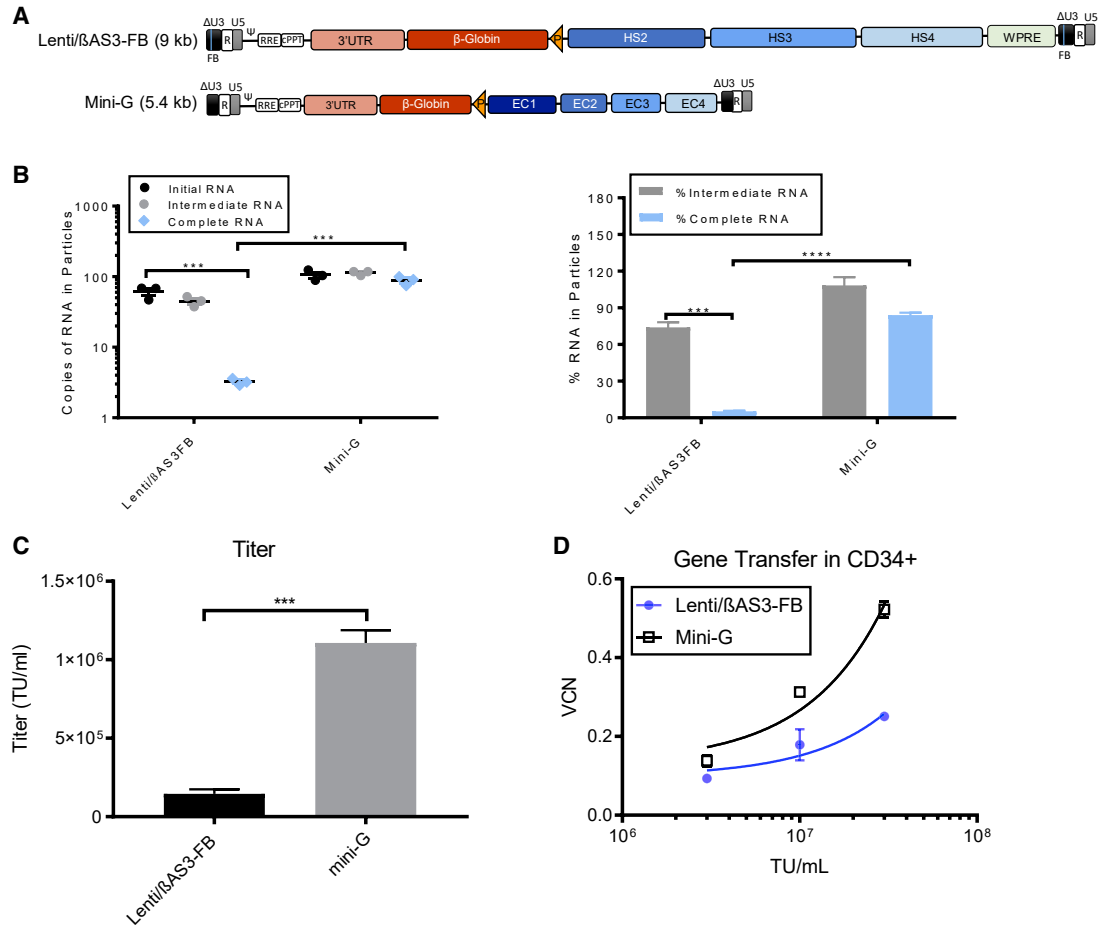 A
Lenti/ßAS3-FB (9 kb)
ΔU3
R
U5
Ψ
FB
RRE
cPPT
3'UTR
β-Globin
P
HS2
HS3
HS4
WPRE
ΔU3
R
U5
FB
Mini-G (5.4 kb)
ΔU3
R
U5
Ψ
RRE
cPPT
3'UTR
β-Globin
P
EC1
EC2
EC3
EC4
ΔU3
R
U5
B
Initial RNA
Intermediate RNA
Complete RNA
Copies of RNA in Particles
1000
100
10
1
***
***
Lenti/ßAS3FB
Mini-G
% Intermediate RNA
% Complete RNA
% RNA in Particles
180
150
120
90
60
30
0
***
****
Lenti/ßAS3FB
Mini-G
C
Titer
Titer (TU/ml)
1.5×10⁶
1×10⁶
5×10⁵
0
***
Lenti/ßAS3-FB
mini-G
D
Gene Transfer in CD34+
Lenti/ßAS3-FB
Mini-G
VCN
0.6
0.4
0.2
0.0
10⁶
10⁷
10⁸
TU/mL